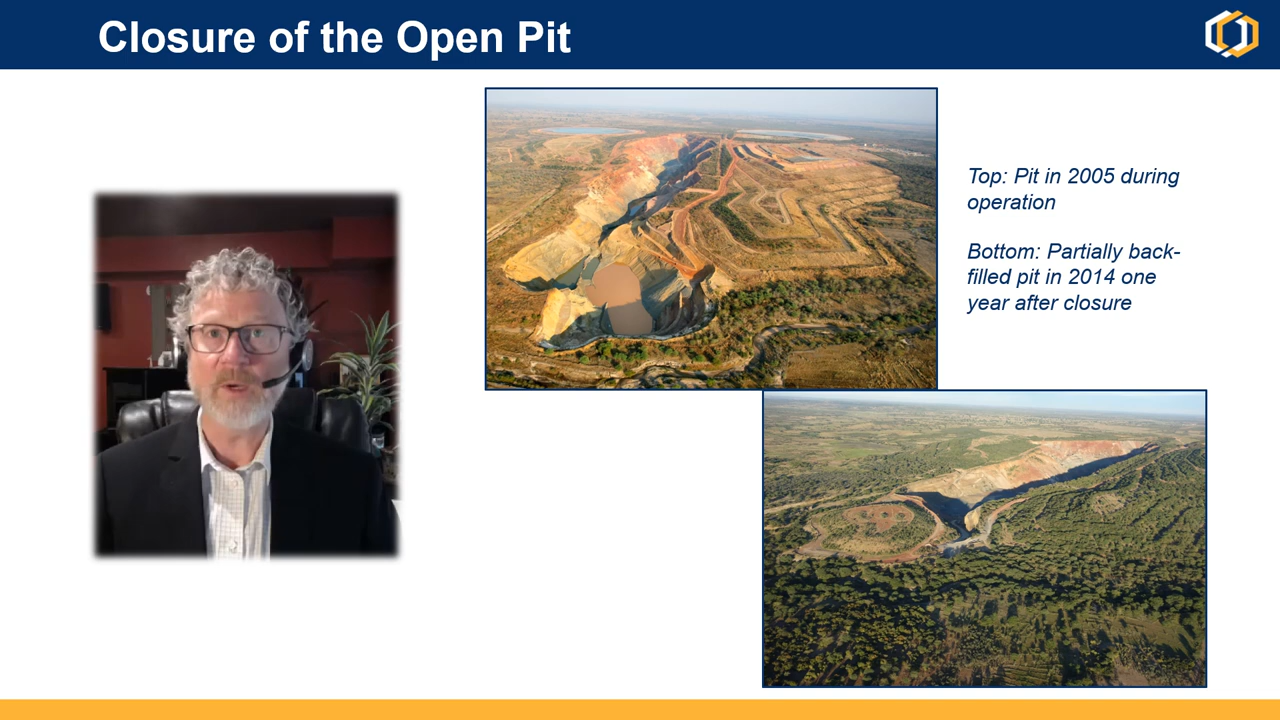 Closure of the Open Pit
Top: Pit in 2005 during
operation
Bottom: Partially back-
filled pit in 2014 one
year after closure